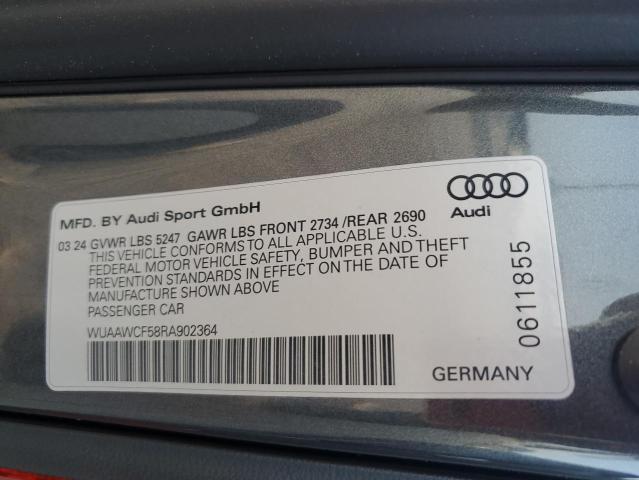 MFD. BY Audi Sport GmbH
Audi
03 24 GVWR LBS 5247 GAWR LBS FRONT 2734 /REAR 2690
THIS VEHICLE CONFORMS TO ALL APPLICABLE U.S.
FEDERAL MOTOR VEHICLE SAFETY, BUMPER AND THEFT
PREVENTION STANDARDS IN EFFECT ON THE DATE OF
MANUFACTURE SHOWN ABOVE
PASSENGER CAR
WUAAWCF58RA902364
0611855
GERMANY